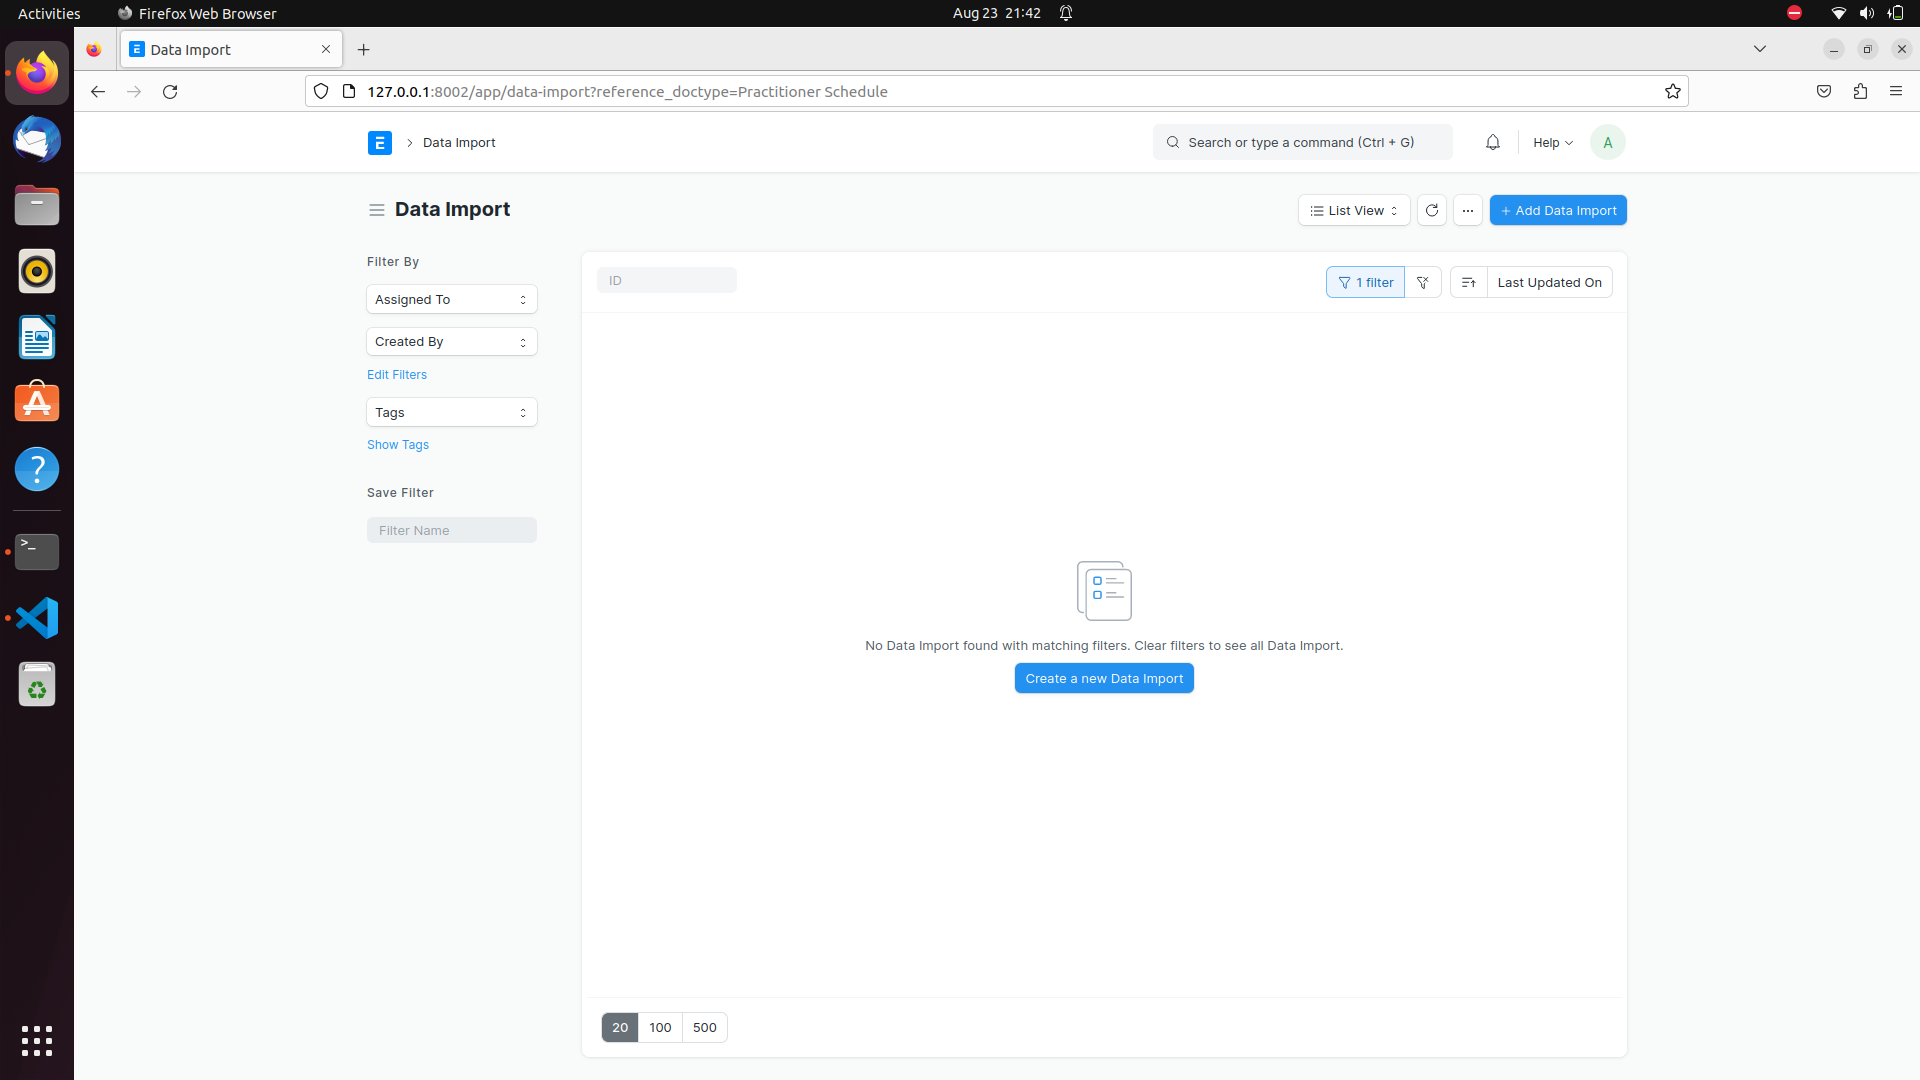 Activities
Firefox Web Browser
Aug 23 21:42
Data Import
127.0.0.1:8002/app/data-import?reference_doctype=Practitioner Schedule
E
Data Import
Search or type a command (Ctrl + G)
Help
A
Data Import
List View
Add Data Import
Filter By
Assigned To
Created By
Edit Filters
Tags
Show Tags
Save Filter
Filter Name
ID
1 filter
Last Updated On
No Data Import found with matching filters. Clear filters to see all Data Import.
Create a new Data Import
20
100
500